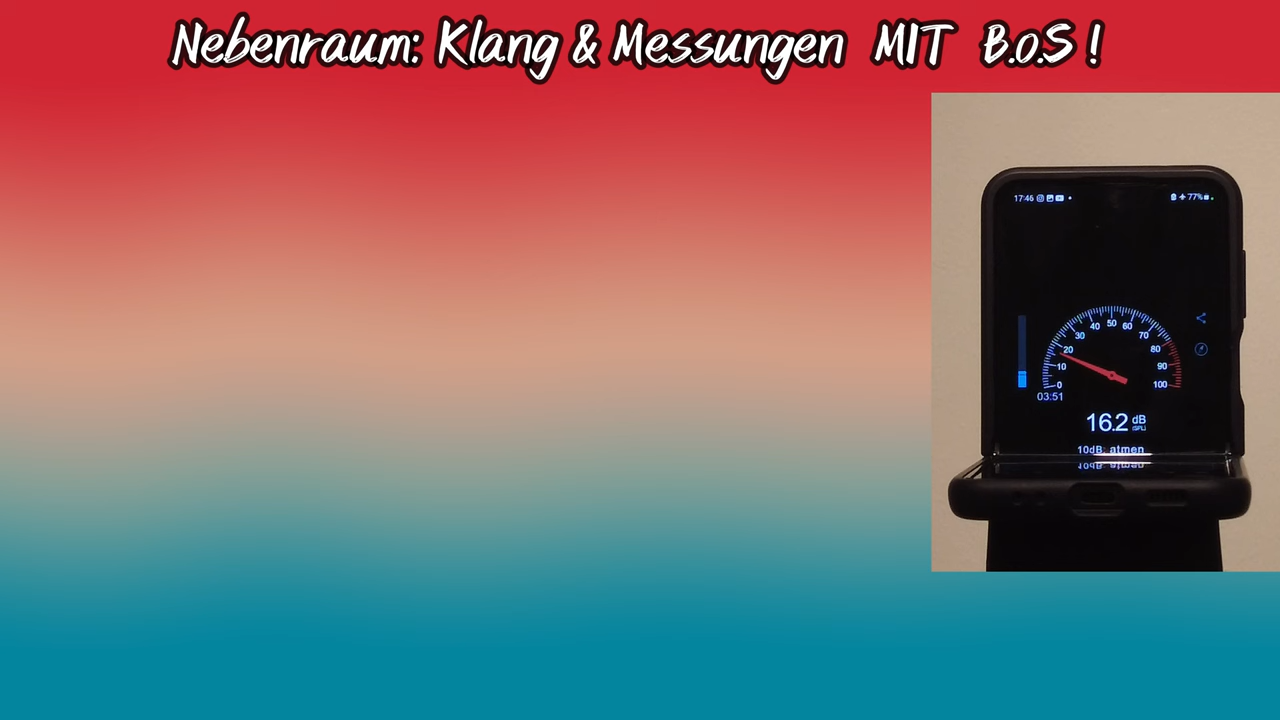 Nebenraum: Klang & Messungen MIT B.o.S !
17:46
77%
0 10 20 30 40 50 60 70 80 90 100
03:51
16.2 dB
(SPL)
10dB: atmen